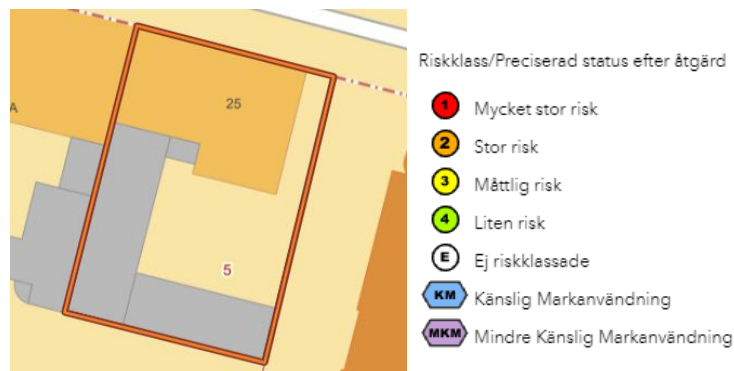 25
A
5
Riskklass/Preciserad status efter åtgärd
1 Mycket stor risk
2 Stor risk
3 Måttlig risk
4 Liten risk
E Ej riskklassade
KM Känslig Markanvändning
MKM Mindre Känslig Markanvändning